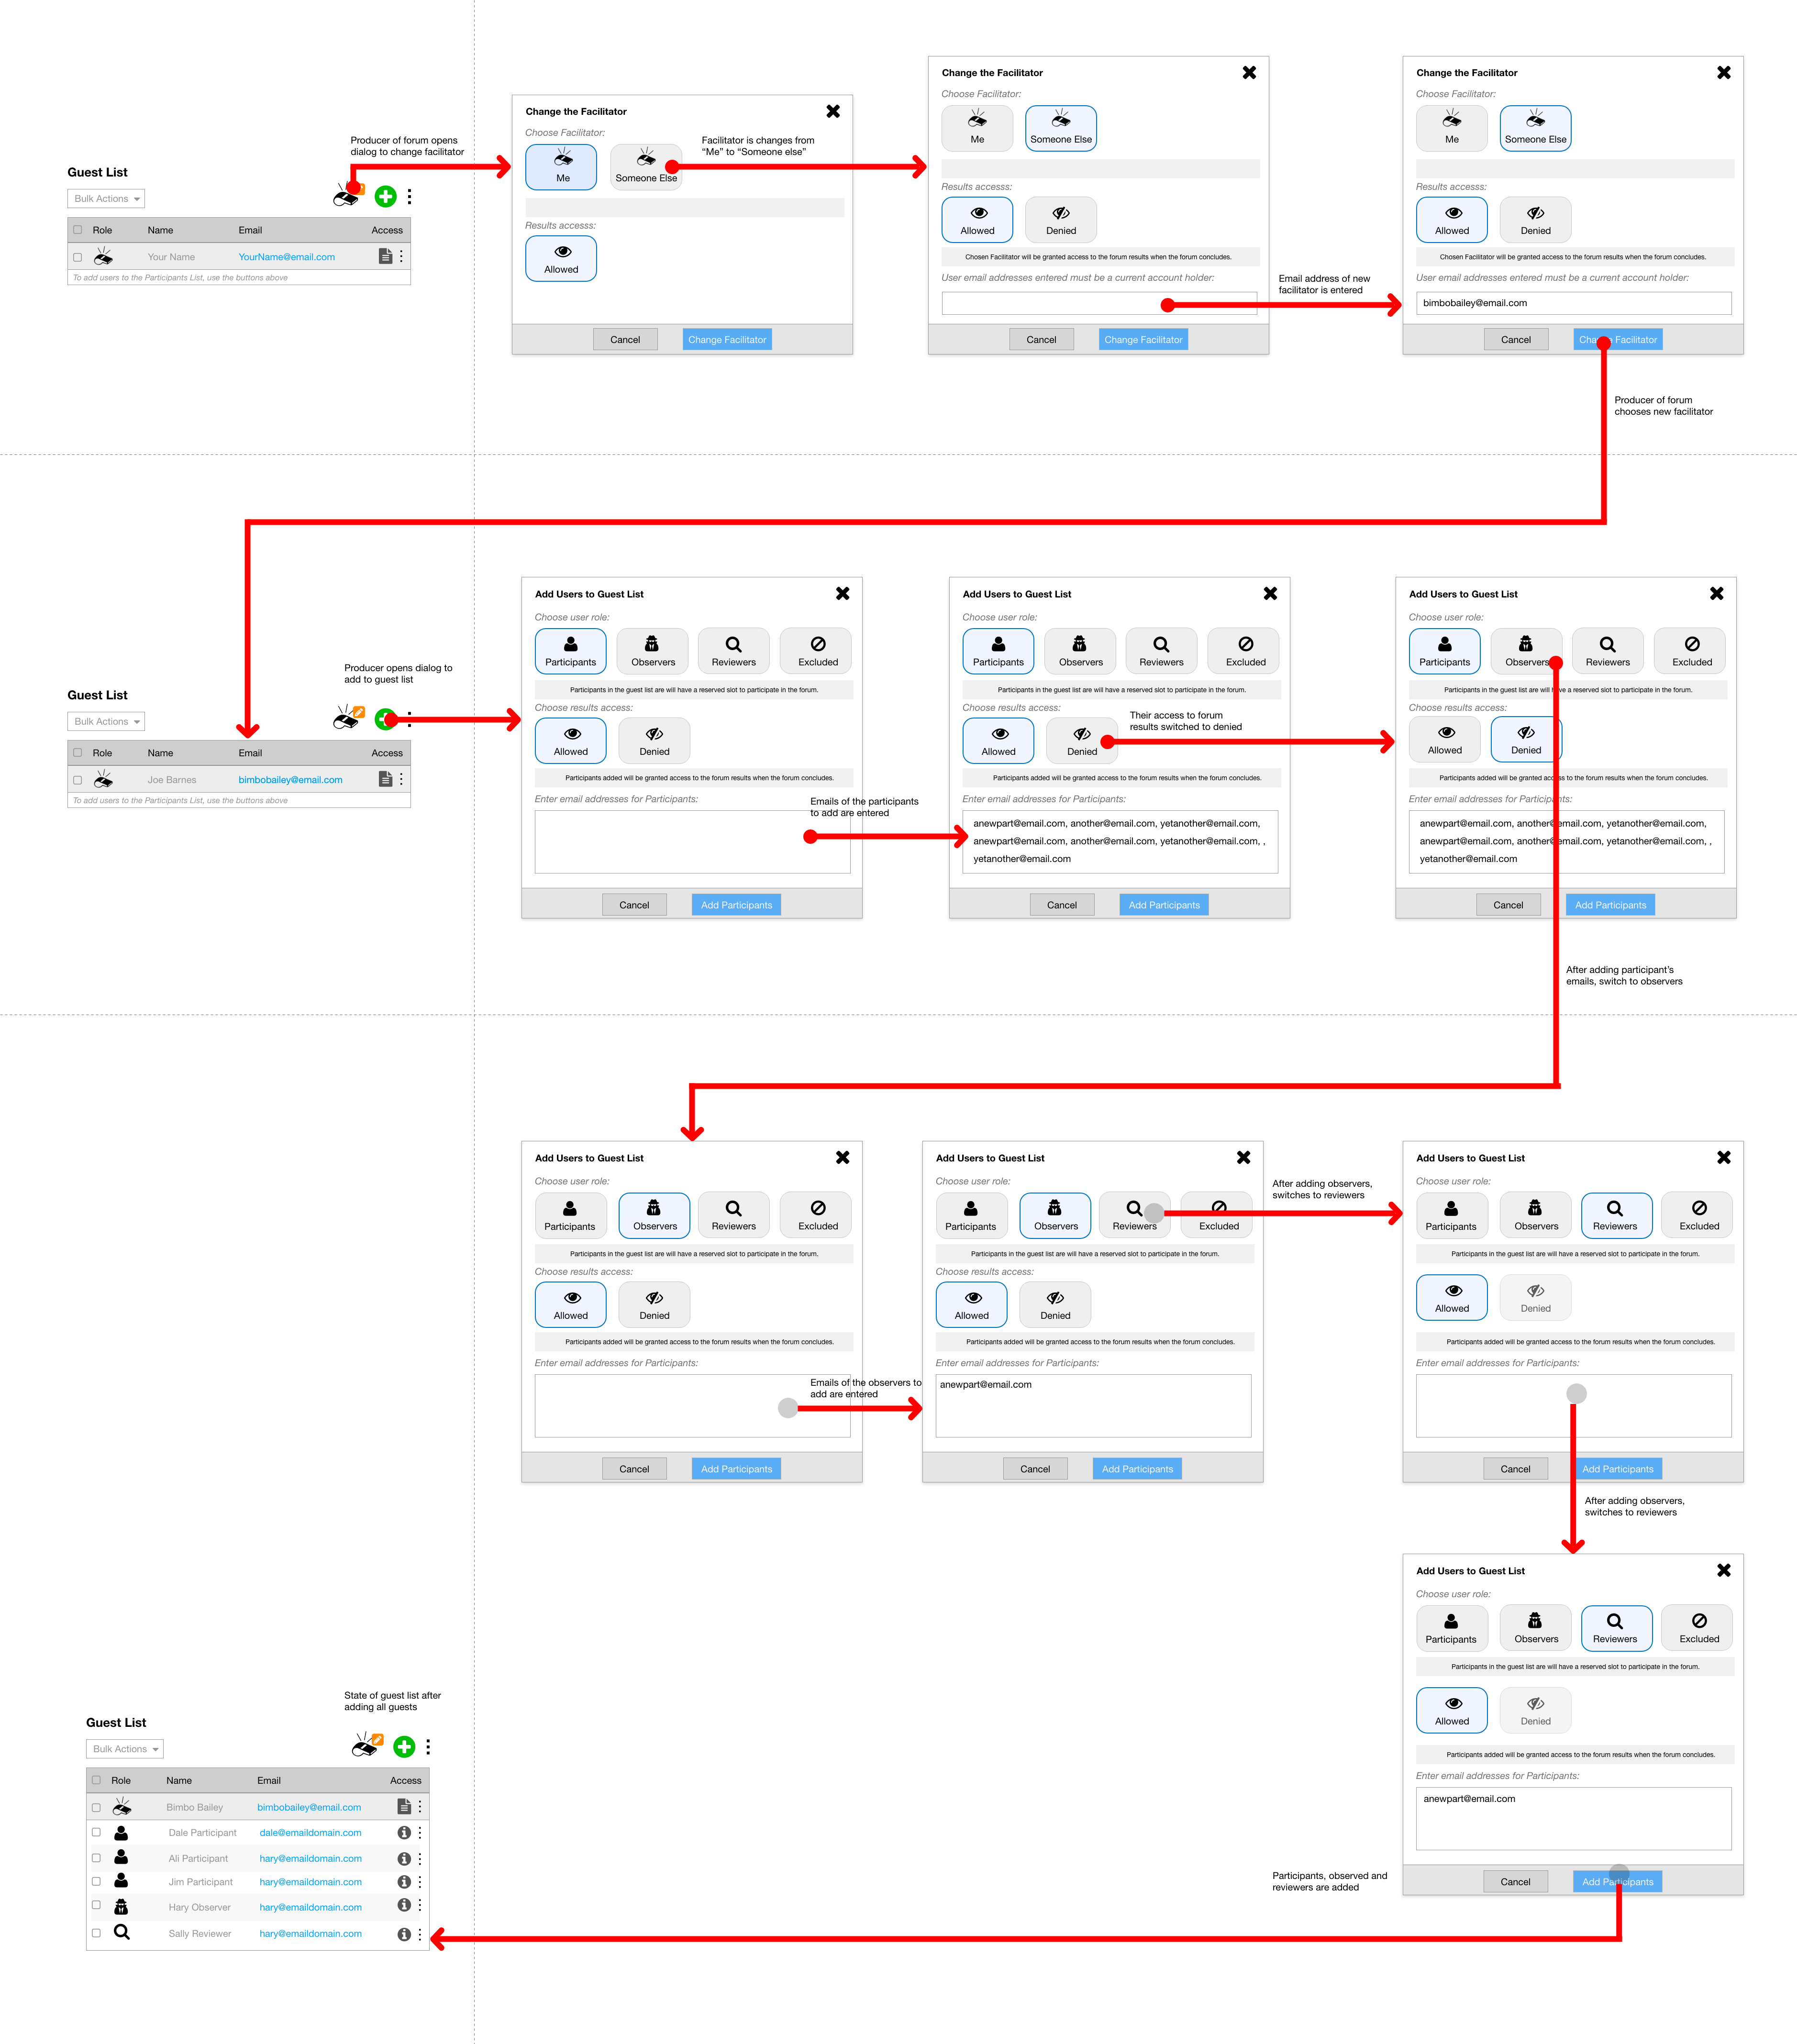 Producer of forum opens
dialog to change facilitator
Guest List
Bulk Actions
Role Name Email Access
Your Name YourName@email.com
To add users to the Participants List, use the buttons above
Change the Facilitator
Choose Facilitator:
Me Someone Else
Results accesss:
Allowed
Cancel Change Facilitator
Facilitator is changes from
“Me” to “Someone else”
Change the Facilitator
Choose Facilitator:
Me Someone Else
Results accesss:
Allowed Denied
Chosen Facilitator will be granted access to the forum results when the forum concludes.
User email addresses entered must be a current account holder:
Cancel Change Facilitator
Email address of new
facilitator is entered
Change the Facilitator
Choose Facilitator:
Me Someone Else
Results accesss:
Allowed Denied
Chosen Facilitator will be granted access to the forum results when the forum concludes.
User email addresses entered must be a current account holder:
bimbobailey@email.com
Cancel Change Facilitator
Producer of forum
chooses new facilitator
Producer opens dialog to
add to guest list
Guest List
Bulk Actions
Role Name Email Access
Joe Barnes bimbobailey@email.com
To add users to the Participants List, use the buttons above
Add Users to Guest List
Choose user role:
Participants Observers Reviewers Excluded
Participants in the guest list are will have a reserved slot to participate in the forum.
Choose results access:
Allowed Denied
Participants added will be granted access to the forum results when the forum concludes.
Enter email addresses for Participants:
Cancel Add Participants
Emails of the participants
to add are entered
Add Users to Guest List
Choose user role:
Participants Observers Reviewers Excluded
Participants in the guest list are will have a reserved slot to participate in the forum.
Choose results access:
Allowed Denied
Participants added will be granted access to the forum results when the forum concludes.
Enter email addresses for Participants:
anewpart@email.com, another@email.com, yetanother@email.com,
anewpart@email.com, another@email.com, yetanother@email.com, ,
yetanother@email.com
Cancel Add Participants
Their access to forum
results switched to denied
Add Users to Guest List
Choose user role:
Participants Observers Reviewers Excluded
Participants in the guest list are will have a reserved slot to participate in the forum.
Choose results access:
Allowed Denied
Participants added will be granted access to the forum results when the forum concludes.
Enter email addresses for Participants:
anewpart@email.com, another@email.com, yetanother@email.com,
anewpart@email.com, another@email.com, yetanother@email.com, ,
yetanother@email.com
Cancel Add Participants
After adding participant’s
emails, switch to observers
Add Users to Guest List
Choose user role:
Participants Observers Reviewers Excluded
Participants in the guest list are will have a reserved slot to participate in the forum.
Choose results access:
Allowed Denied
Participants added will be granted access to the forum results when the forum concludes.
Enter email addresses for Participants:
Cancel Add Participants
Emails of the observers to
add are entered
Add Users to Guest List
Choose user role:
Participants Observers Reviewers Excluded
Participants in the guest list are will have a reserved slot to participate in the forum.
Choose results access:
Allowed Denied
Participants added will be granted access to the forum results when the forum concludes.
Enter email addresses for Participants:
anewpart@email.com
Cancel Add Participants
After adding observers,
switches to reviewers
Add Users to Guest List
Choose user role:
Participants Observers Reviewers Excluded
Participants in the guest list are will have a reserved slot to participate in the forum.
Allowed Denied
Participants added will be granted access to the forum results when the forum concludes.
Enter email addresses for Participants:
Cancel Add Participants
After adding observers,
switches to reviewers
Add Users to Guest List
Choose user role:
Participants Observers Reviewers Excluded
Participants in the guest list are will have a reserved slot to participate in the forum.
Allowed Denied
Participants added will be granted access to the forum results when the forum concludes.
Enter email addresses for Participants:
anewpart@email.com
Cancel Add Participants
Participants, observed and
reviewers are added
State of guest list after
adding all guests
Guest List
Bulk Actions
Role Name Email Access
Bimbo Bailey bimbobailey@email.com
Dale Participant dale@emaildomain.com
Ali Participant hary@emaildomain.com
Jim Participant hary@emaildomain.com
Hary Observer hary@emaildomain.com
Sally Reviewer hary@emaildomain.com